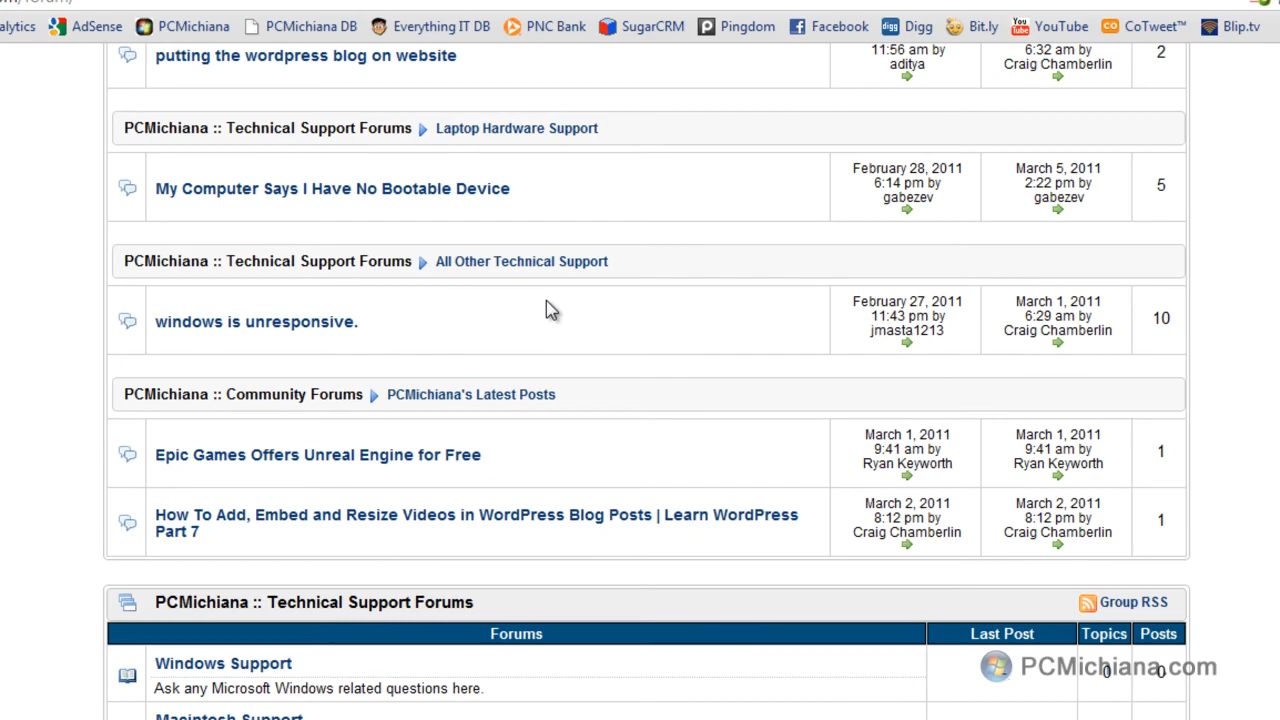 alytics AdSense PCMichiana PCMichiana DB Everything IT DB PNC Bank SugarCRM Pingdom Facebook Digg Bit.ly YouTube CoTweet™ Blip.tv
putting the wordpress blog on website
11:56 am by
aditya
6:32 am by
Craig Chamberlin
2
PCMichiana :: Technical Support Forums Laptop Hardware Support
My Computer Says I Have No Bootable Device
February 28, 2011
6:14 pm by
gabezev
March 5, 2011
2:22 pm by
gabezev
5
PCMichiana :: Technical Support Forums All Other Technical Support
windows is unresponsive.
February 27, 2011
11:43 pm by
jmasta1213
March 1, 2011
6:29 am by
Craig Chamberlin
10
PCMichiana :: Community Forums PCMichiana's Latest Posts
Epic Games Offers Unreal Engine for Free
March 1, 2011
9:41 am by
Ryan Keyworth
March 1, 2011
9:41 am by
Ryan Keyworth
1
How To Add, Embed and Resize Videos in WordPress Blog Posts | Learn WordPress
Part 7
March 2, 2011
8:12 pm by
Craig Chamberlin
March 2, 2011
8:12 pm by
Craig Chamberlin
1
PCMichiana :: Technical Support Forums Group RSS
Forums Last Post Topics Posts
Windows Support
Ask any Microsoft Windows related questions here.
0 0
PCMichiana.com
Macintosh Support